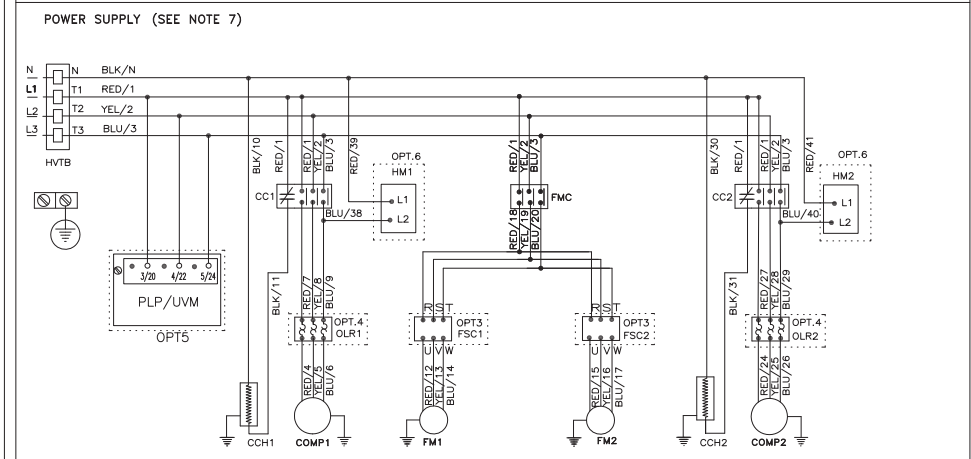 POWER SUPPLY (SEE NOTE 7)
N N BLK/N
L1 T1 RED/1
L2 T2 YEL/2
L3 T3 BLU/3
HVTB
BLK/10
RED/1
RED/1
YEL/2
BLU/3
RED/39
OPT.6
HM1
L1
L2
CC1
BLU/38
RED/1
YEL/2
BLU/3
FMC
RED/18
YEL/19
BLU/20
BLK/30
RED/1
RED/1
YEL/2
BLU/3
RED/41
OPT.6
HM2
L1
L2
CC2
BLU/40
3/20 4/22 5/24
PLP/UVM
OPT5
BLK/11
RED/7
YEL/8
BLU/9
OPT.4
OLR1
R S T
OPT3
FSC1
U V W
R S T
OPT3
FSC2
U V W
BLK/31
RED/27
YEL/28
BLU/29
OPT.4
OLR2
RED/4
YEL/5
BLU/6
RED/12
YEL/13
BLU/14
RED/15
YEL/16
BLU/17
RED/24
YEL/25
BLU/26
CCH1 COMP1 FM1 FM2 CCH2 COMP2